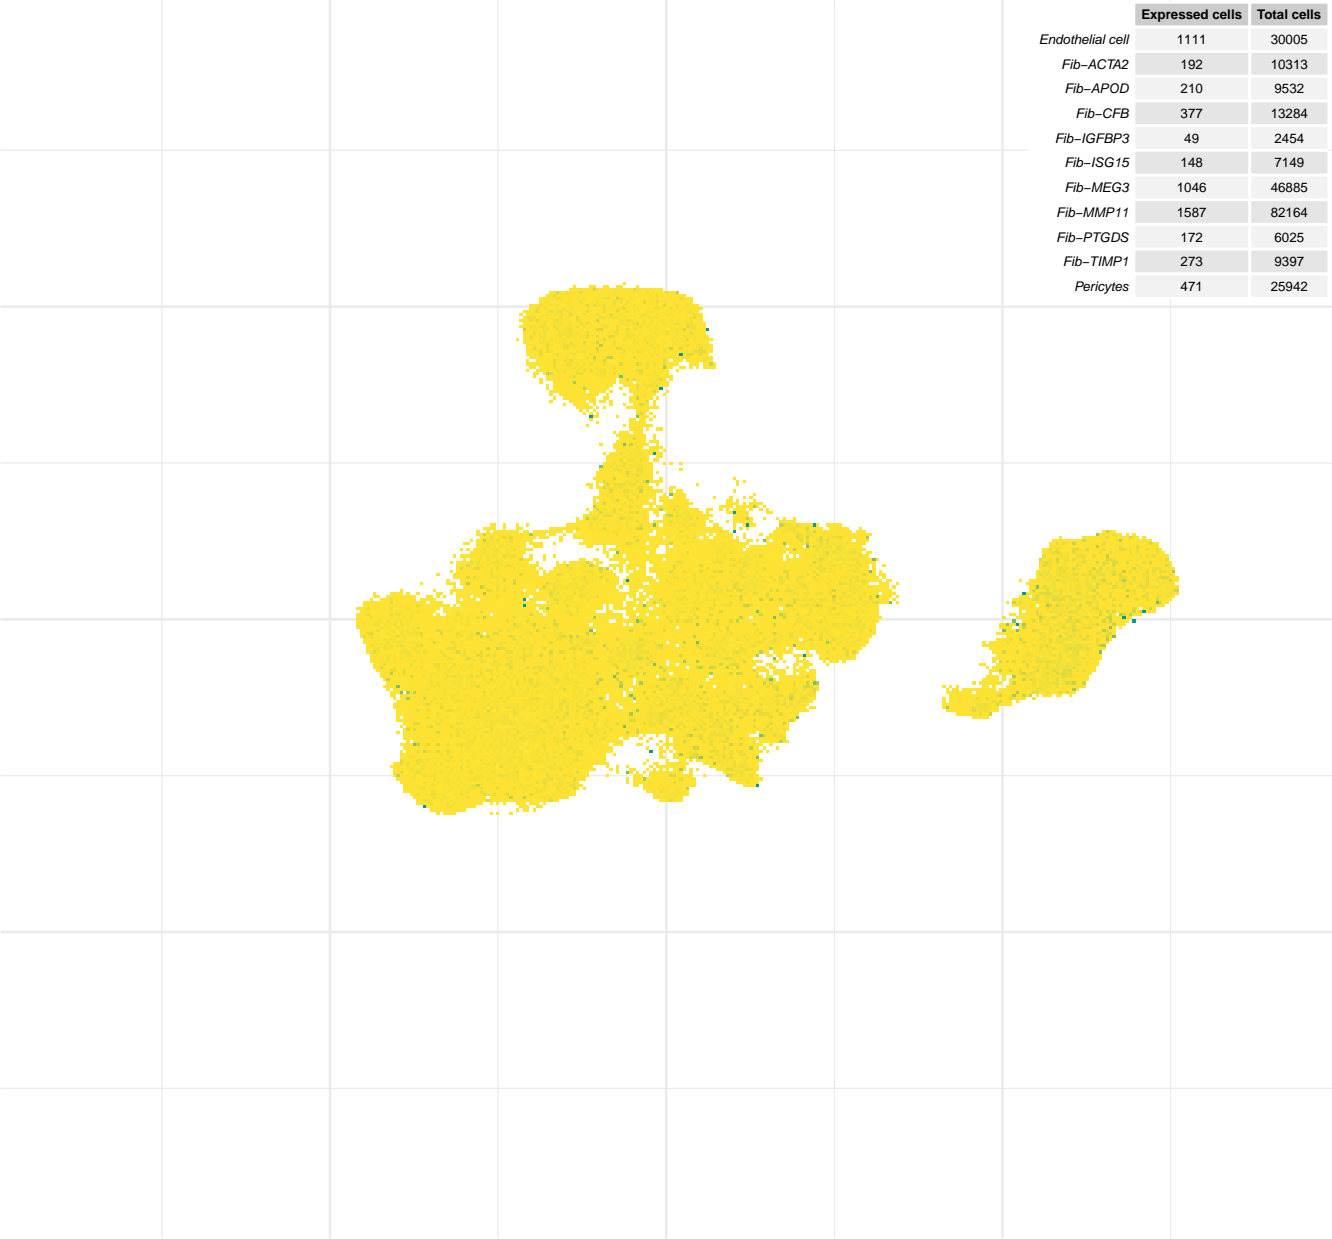 Expressed cells Total cells
Endothelial cell 1111 30005
Fib−ACTA2 192 10313
Fib−APOD 210 9532
Fib−CFB 377 13284
Fib−IGFBP3 49 2454
Fib−ISG15 148 7149
Fib−MEG3 1046 46885
Fib−MMP11 1587 82164
Fib−PTGDS 172 6025
Fib−TIMP1 273 9397
Pericytes 471 25942